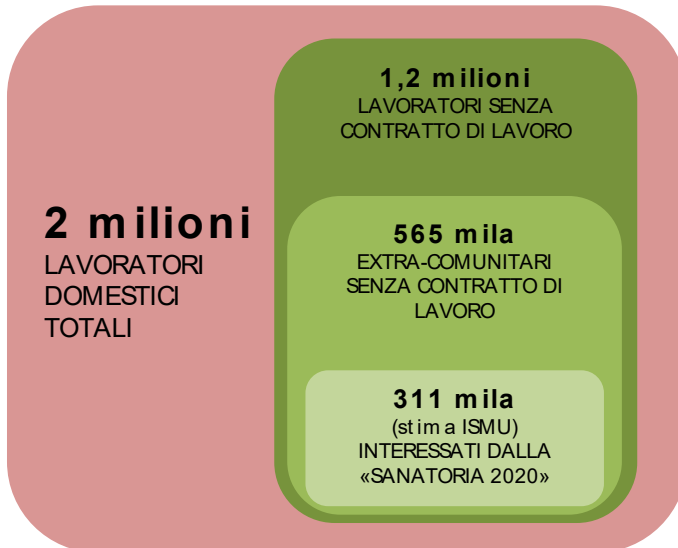 2 milioni
LAVORATORI
DOMESTICI
TOTALI
1,2 milioni
LAVORATORI SENZA
CONTRATTO DI LAVORO
565 mila
EXTRA-COMUNITARI
SENZA CONTRATTO DI
LAVORO
311 mila
(stima ISMU)
INTERESSATI DALLA
«SANATORIA 2020»